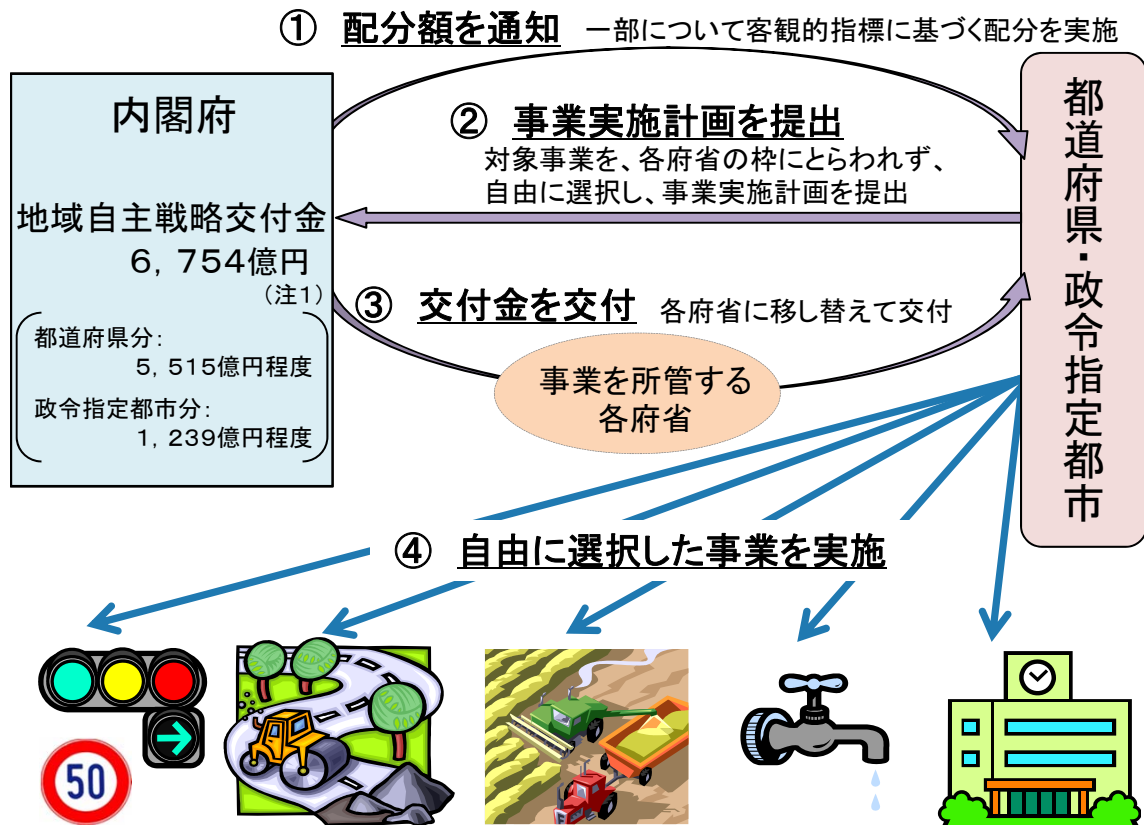 ① 配分額を通知 一部について客観的指標に基づく配分を実施
内閣府
地域自主戦略交付金
6,754億円
(注1)
都道府県分:
5,515億円程度
政令指定都市分:
1,239億円程度
② 事業実施計画を提出
対象事業を、各府省の枠にとらわれず、
自由に選択し、事業実施計画を提出
③ 交付金を交付 各府省に移し替えて交付
事業を所管する
各府省
都道府県・政令指定都市
④ 自由に選択した事業を実施
50